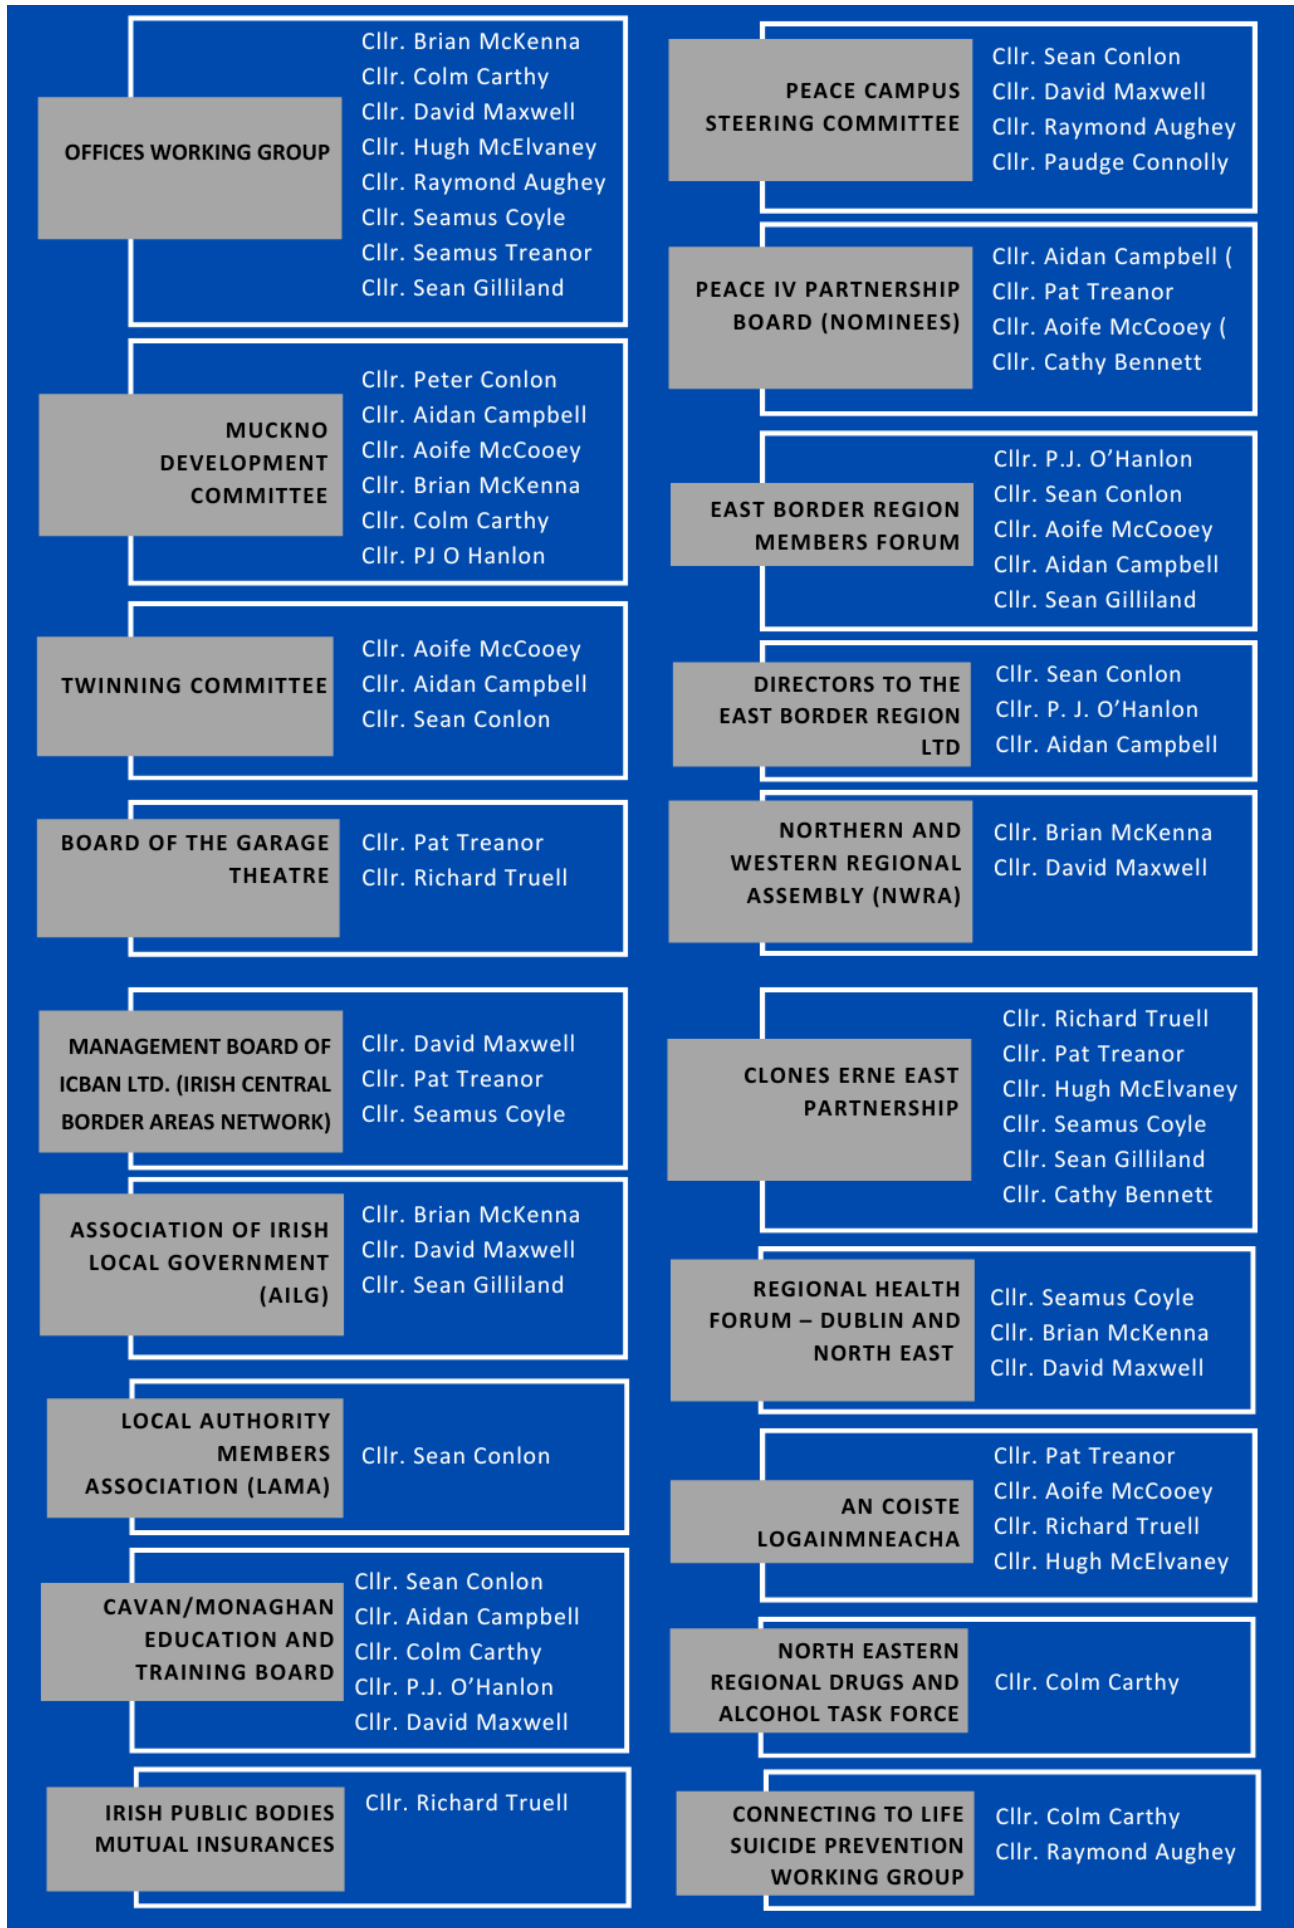 OFFICES WORKING GROUP
Cllr. Brian McKenna
Cllr. Colm Carthy
Cllr. David Maxwell
Cllr. Hugh McElvaney
Cllr. Raymond Aughey
Cllr. Seamus Coyle
Cllr. Seamus Treanor
Cllr. Sean Gilliland
MUCKNO
DEVELOPMENT
COMMITTEE
Cllr. Peter Conlon
Cllr. Aidan Campbell
Cllr. Aoife McCooey
Cllr. Brian McKenna
Cllr. Colm Carthy
Cllr. PJ O Hanlon
TWINNING COMMITTEE
Cllr. Aoife McCooey
Cllr. Aidan Campbell
Cllr. Sean Conlon
BOARD OF THE GARAGE
THEATRE
Cllr. Pat Treanor
Cllr. Richard Truell
MANAGEMENT BOARD OF
ICBAN LTD. (IRISH CENTRAL
BORDER AREAS NETWORK)
Cllr. David Maxwell
Cllr. Pat Treanor
Cllr. Seamus Coyle
ASSOCIATION OF IRISH
LOCAL GOVERNMENT
(AILG)
Cllr. Brian McKenna
Cllr. David Maxwell
Cllr. Sean Gilliland
LOCAL AUTHORITY
MEMBERS
ASSOCIATION (LAMA)
Cllr. Sean Conlon
CAVAN/MONAGHAN
EDUCATION AND
TRAINING BOARD
Cllr. Sean Conlon
Cllr. Aidan Campbell
Cllr. Colm Carthy
Cllr. P.J. O’Hanlon
Cllr. David Maxwell
IRISH PUBLIC BODIES
MUTUAL INSURANCES
Cllr. Richard Truell
PEACE CAMPUS
STEERING COMMITTEE
Cllr. Sean Conlon
Cllr. David Maxwell
Cllr. Raymond Aughey
Cllr. Paudge Connolly
PEACE IV PARTNERSHIP
BOARD (NOMINEES)
Cllr. Aidan Campbell (
Cllr. Pat Treanor
Cllr. Aoife McCooey (
Cllr. Cathy Bennett
EAST BORDER REGION
MEMBERS FORUM
Cllr. P.J. O’Hanlon
Cllr. Sean Conlon
Cllr. Aoife McCooey
Cllr. Aidan Campbell
Cllr. Sean Gilliland
DIRECTORS TO THE
EAST BORDER REGION
LTD
Cllr. Sean Conlon
Cllr. P. J. O’Hanlon
Cllr. Aidan Campbell
NORTHERN AND
WESTERN REGIONAL
ASSEMBLY (NWRA)
Cllr. Brian McKenna
Cllr. David Maxwell
CLONES ERNE EAST
PARTNERSHIP
Cllr. Richard Truell
Cllr. Pat Treanor
Cllr. Hugh McElvaney
Cllr. Seamus Coyle
Cllr. Sean Gilliland
Cllr. Cathy Bennett
REGIONAL HEALTH
FORUM – DUBLIN AND
NORTH EAST
Cllr. Seamus Coyle
Cllr. Brian McKenna
Cllr. David Maxwell
AN COISTE
LOGAINMNEACHA
Cllr. Pat Treanor
Cllr. Aoife McCooey
Cllr. Richard Truell
Cllr. Hugh McElvaney
NORTH EASTERN
REGIONAL DRUGS AND
ALCOHOL TASK FORCE
Cllr. Colm Carthy
CONNECTING TO LIFE
SUICIDE PREVENTION
WORKING GROUP
Cllr. Colm Carthy
Cllr. Raymond Aughey